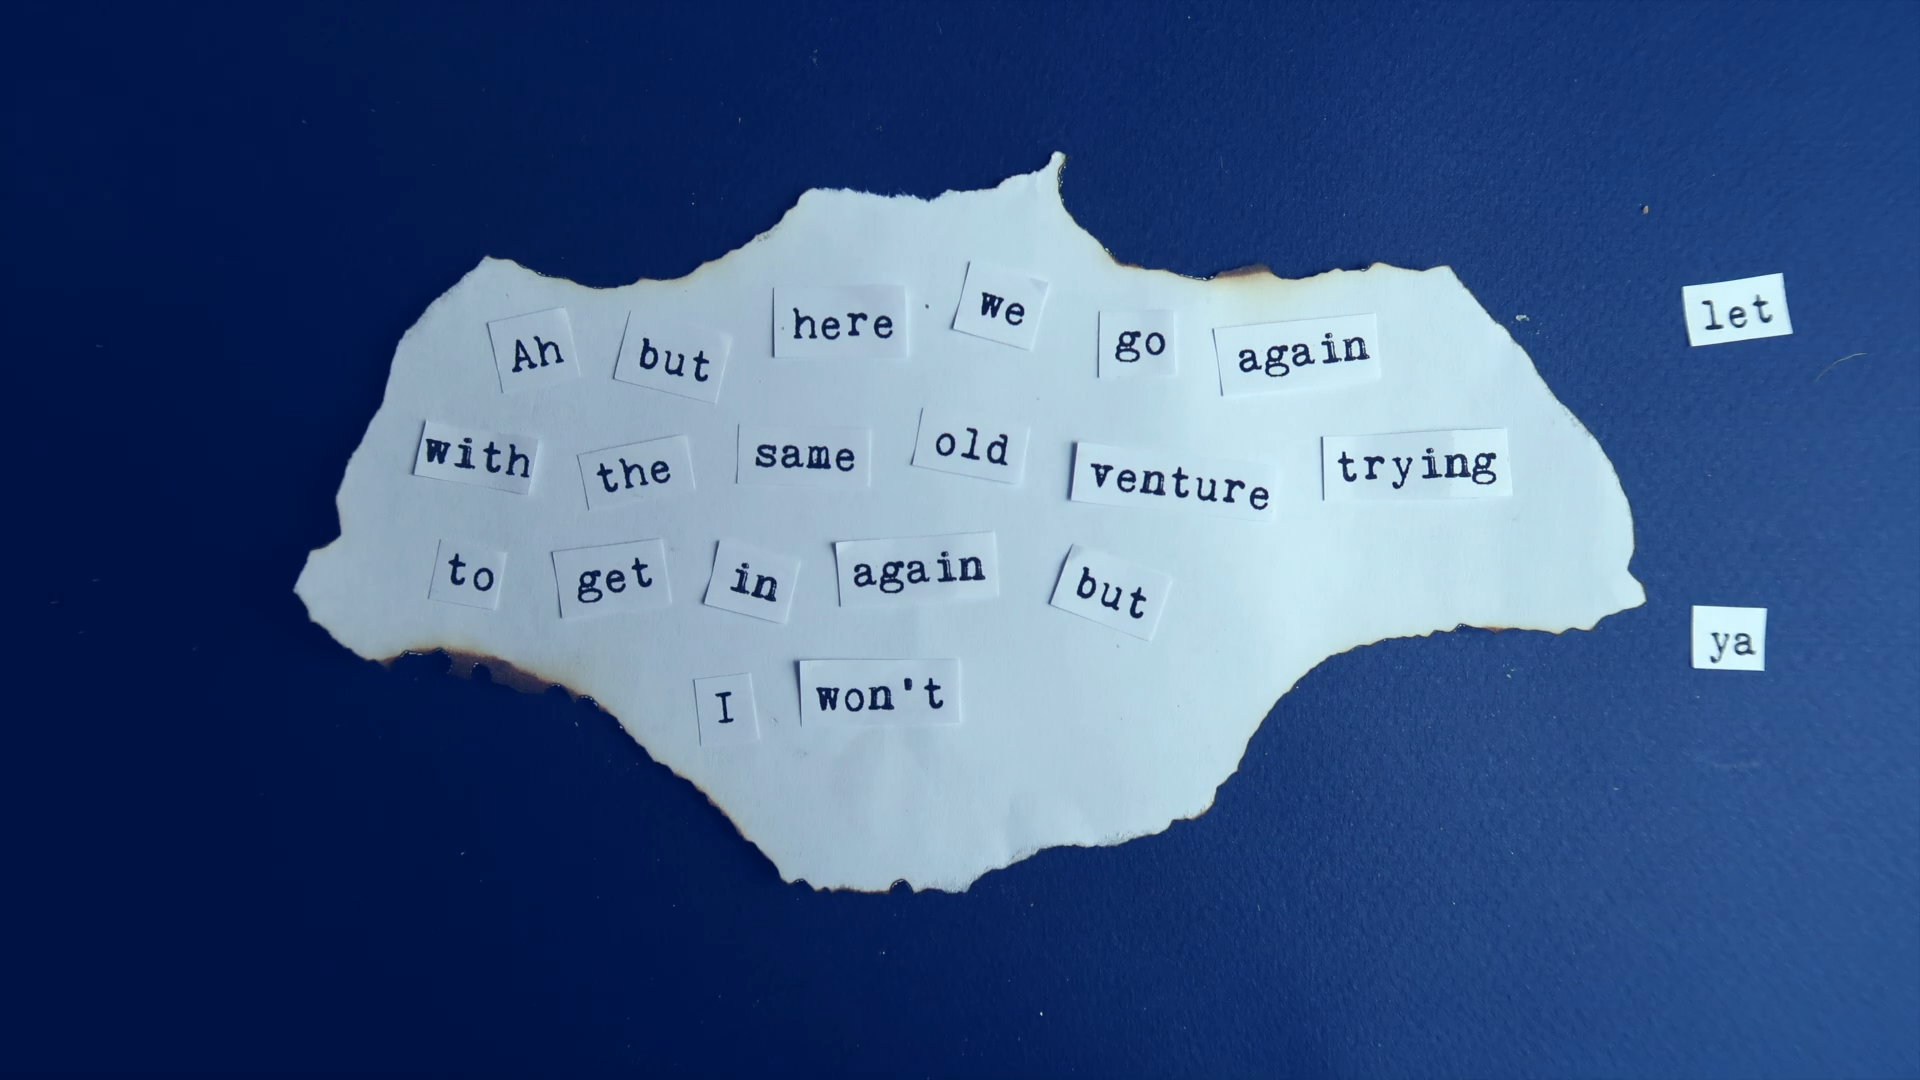 Ah but here we go again
with the same old venture trying
to get in again but
I won't
let
ya